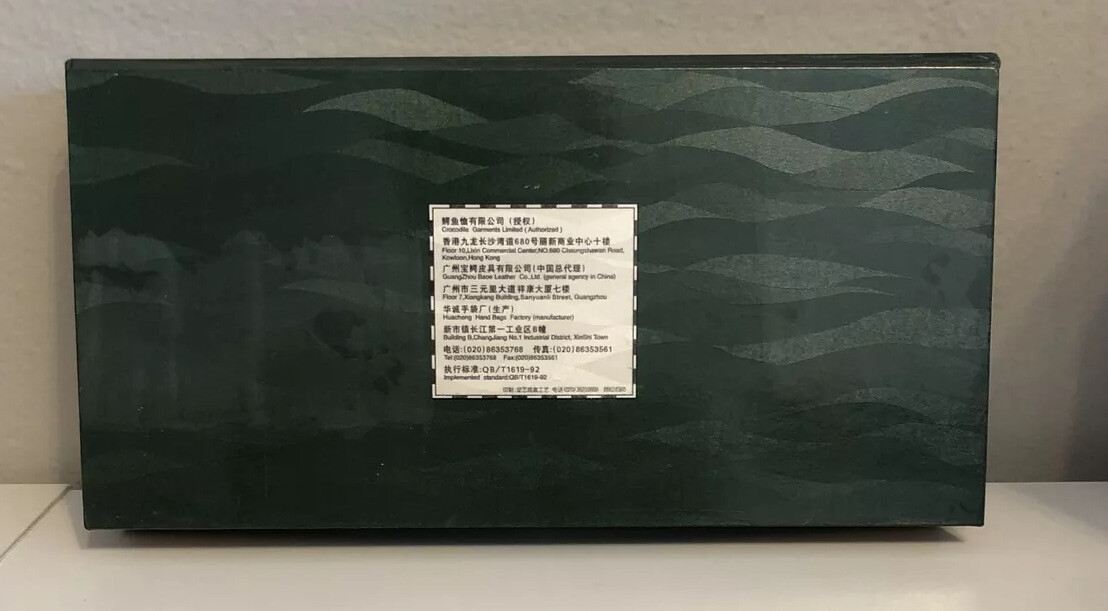 鳄鱼恤有限公司(授权)
Crocodile Garments Limited (Authorized)
香港九龙长沙湾道680号丽新商业中心十楼
Floor 10,Lixin Commercial Center,NO.680 Cheungshawan Road,
Kowloon,Hong Kong
广州宝鳄皮具有限公司(中国总代理)
GuangZhou Baoe Leather Co.,Ltd. (general agency in China)
广州市三元里大道祥康大厦七楼
Floor 7,Xiangkang Building,Sanyuanli Street, Guangzhou
华诚手袋厂(生产)
Huacheng Hand Bags Factory (manufacturer)
新市镇长江第一工业区B幢
Building B,ChangJiang No.1 Industrial District, XinShi Town
电话:(020)86353768 传真:(020)86353561
Tel:(020)86353768 Fax:(020)86353561
执行标准:QB/T1619-92
Implemented standard:QB/T1619-92